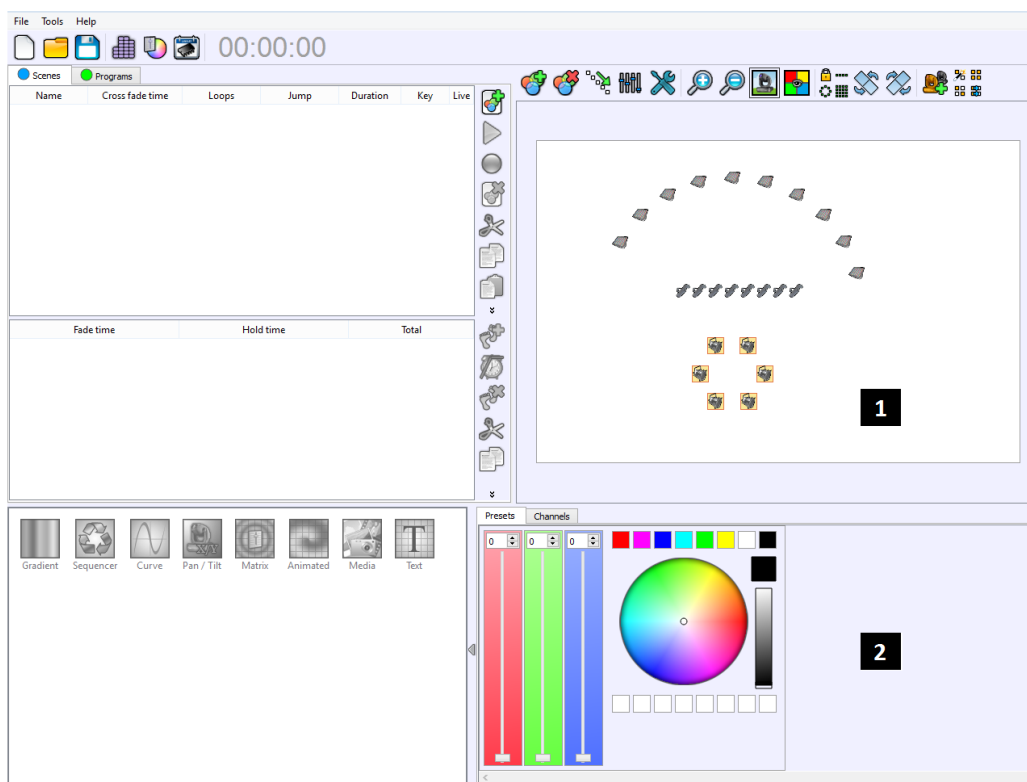 File Tools Help
00:00:00
Scenes Programs
Name Cross fade time Loops Jump Duration Key Live
Fade time Hold time Total
1
Gradient Sequencer Curve Pan / Tilt Matrix Animated Media Text
Presets Channels
0 0 0
2